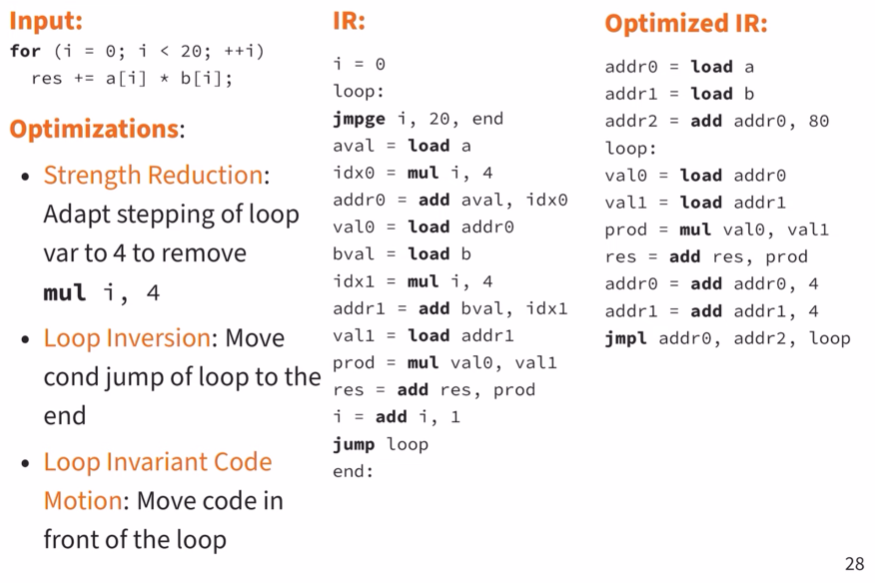 Input:
for (i = 0; i < 20; ++i)
  res += a[i] * b[i];
Optimizations:
• Strength Reduction:
Adapt stepping of loop
var to 4 to remove
mul i, 4
• Loop Inversion: Move
cond jump of loop to the
end
• Loop Invariant Code
Motion: Move code in
front of the loop
IR:
i = 0
loop:
jmpge i, 20, end
aval = load a
idx0 = mul i, 4
addr0 = add aval, idx0
val0 = load addr0
bval = load b
idx1 = mul i, 4
addr1 = add bval, idx1
val1 = load addr1
prod = mul val0, val1
res = add res, prod
i = add i, 1
jump loop
end:
Optimized IR:
addr0 = load a
addr1 = load b
addr2 = add addr0, 80
loop:
val0 = load addr0
val1 = load addr1
prod = mul val0, val1
res = add res, prod
addr0 = add addr0, 4
addr1 = add addr1, 4
jmpl addr0, addr2, loop
28